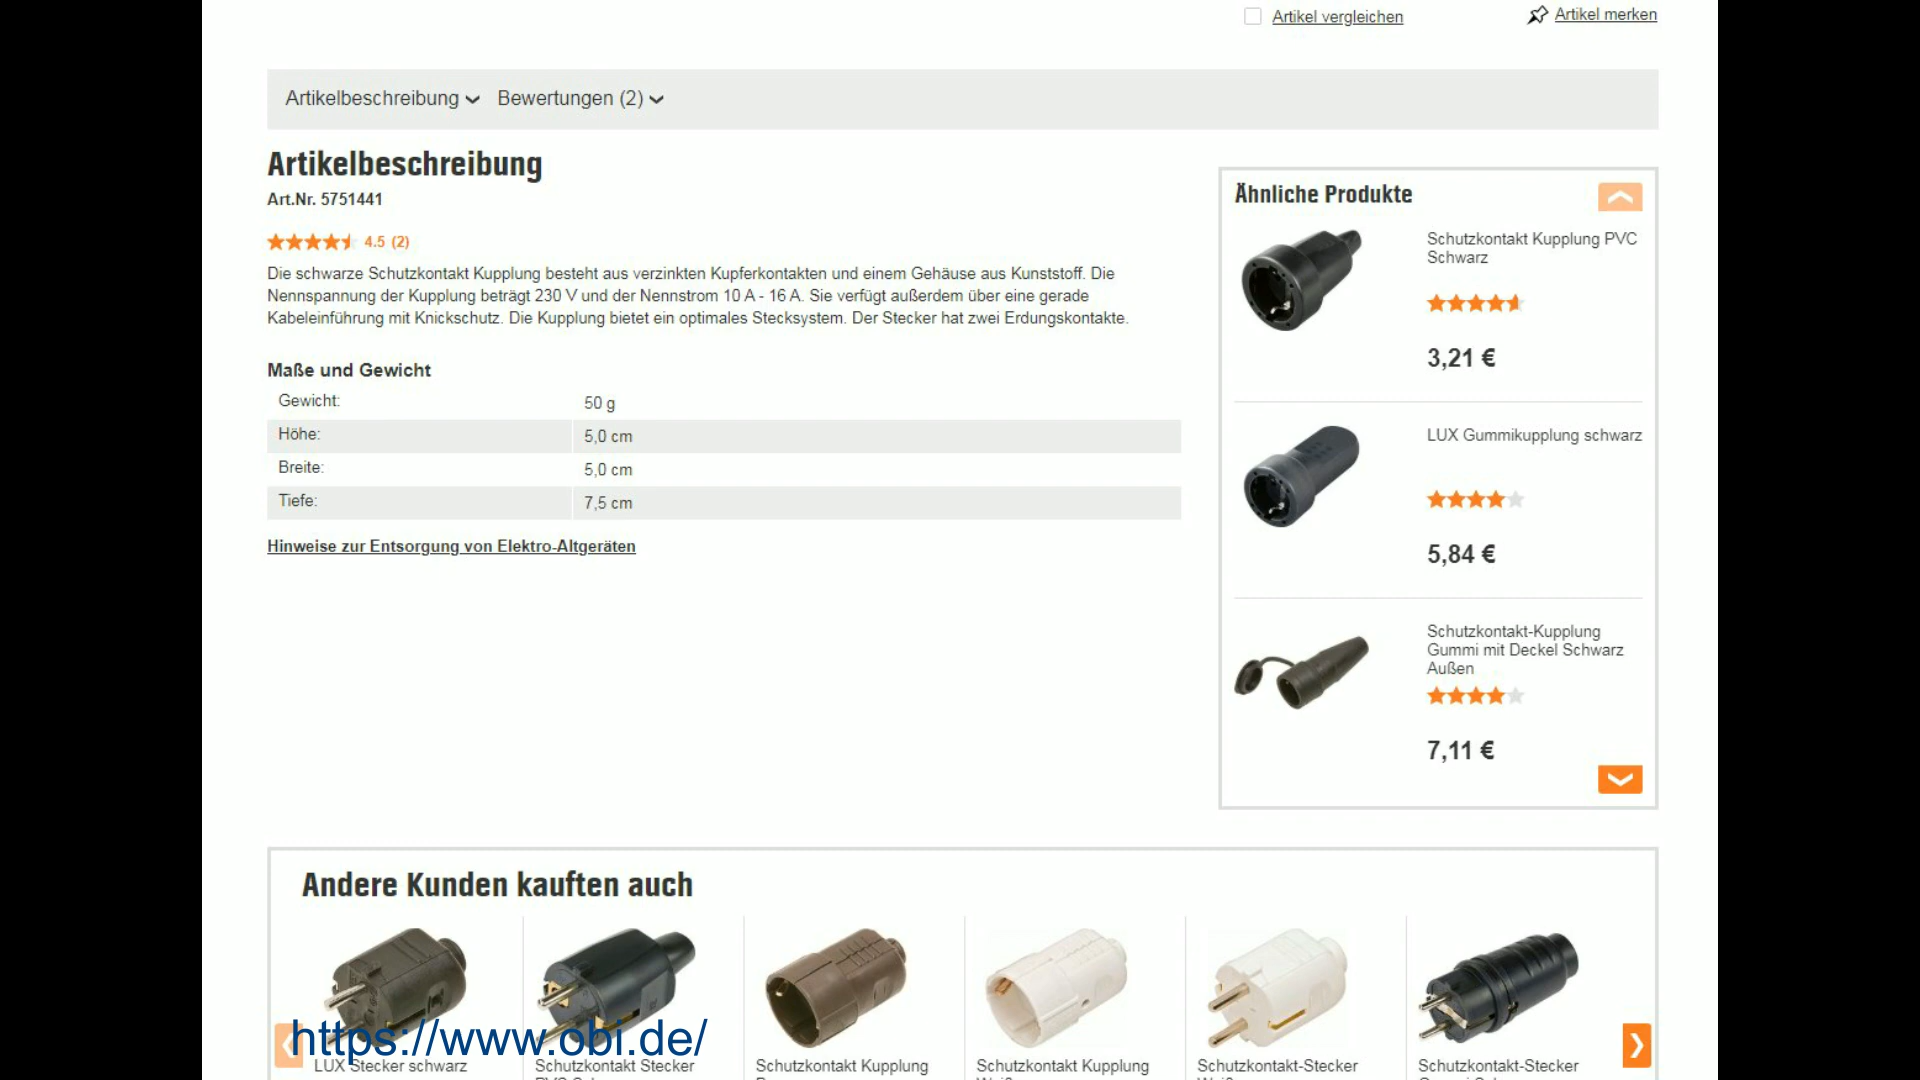 Artikel vergleichen
Artikel merken
Artikelbeschreibung
Bewertungen (2)
Artikelbeschreibung
Art.Nr. 5751441
4.5 (2)
Die schwarze Schutzkontakt Kupplung besteht aus verzinkten Kupferkontakten und einem Gehäuse aus Kunststoff. Die
Nennspannung der Kupplung beträgt 230 V und der Nennstrom 10 A - 16 A. Sie verfügt außerdem über eine gerade
Kabeleinführung mit Knickschutz. Die Kupplung bietet ein optimales Stecksystem. Der Stecker hat zwei Erdungskontakte.
Maße und Gewicht
Gewicht: 50 g
Höhe: 5,0 cm
Breite: 5,0 cm
Tiefe: 7,5 cm
Hinweise zur Entsorgung von Elektro-Altgeräten
Ähnliche Produkte
Schutzkontakt Kupplung PVC
Schwarz
3,21 €
LUX Gummikupplung schwarz
5,84 €
Schutzkontakt-Kupplung
Gummi mit Deckel Schwarz
Außen
7,11 €
Andere Kunden kauften auch
https://www.obi.de/
LUX Stecker schwarz
Schutzkontakt Stecker
Schutzkontakt Kupplung
Schutzkontakt Kupplung
Schutzkontakt-Stecker
Schutzkontakt-Stecker